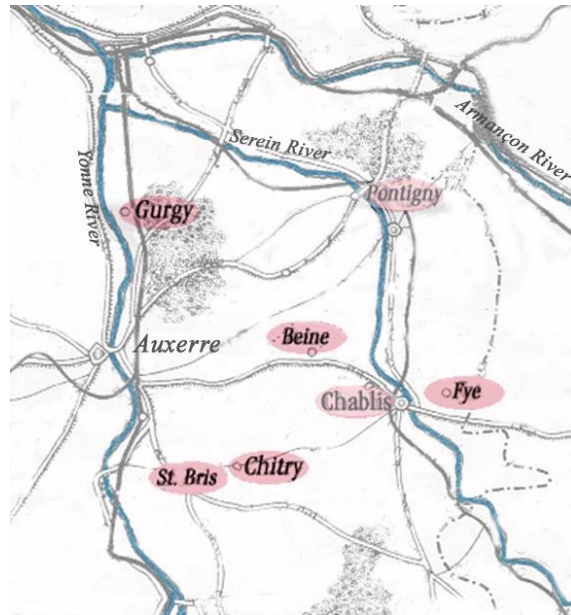 Armançon River
Serein River
Yonne River
Pontigny
Gurgy
Auxerre
Beine
Chablis
Fye
St. Bris
Chitry